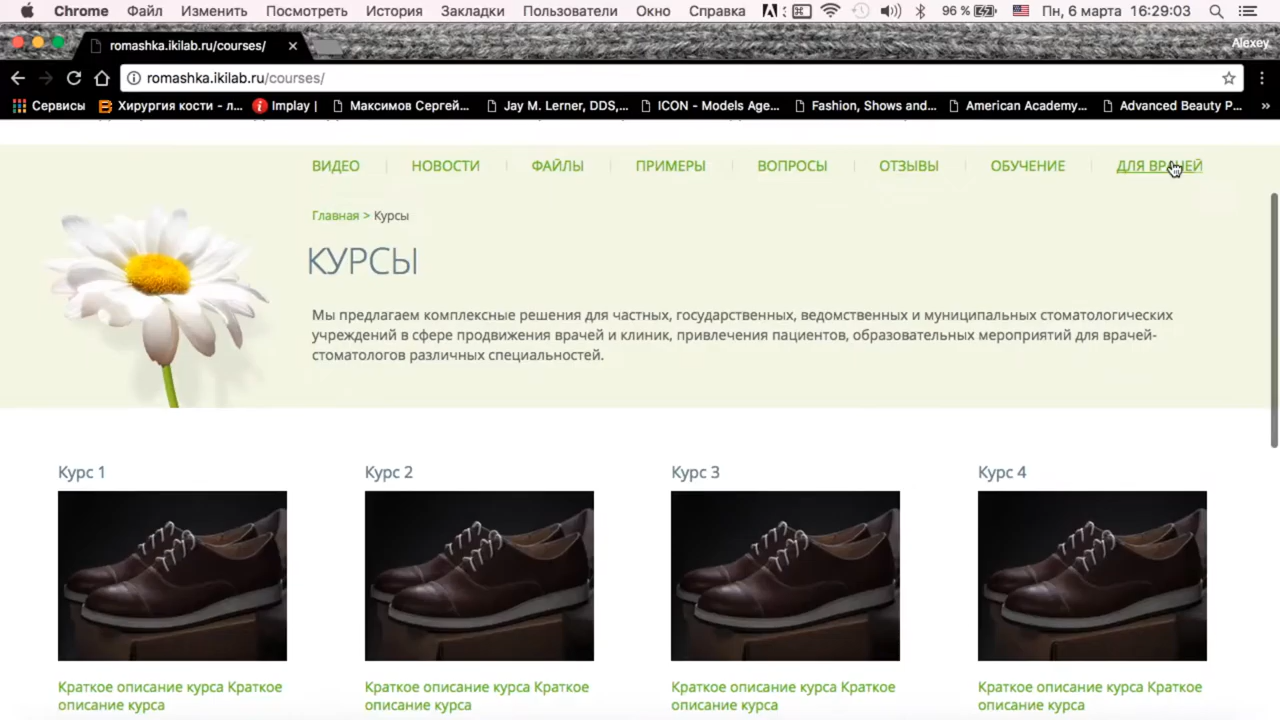 Chrome Файл Изменить Посмотреть История Закладки Пользователи Окно Справка 96 % Пн, 6 марта 16:29:03
romashka.ikilab.ru/courses/ Alexey
romashka.ikilab.ru/courses/
Сервисы Хирургия кости - л... Implay | Максимов Сергей... Jay M. Lerner, DDS,... ICON - Models Age... Fashion, Shows and... American Academy... Advanced Beauty P... »
ВИДЕО НОВОСТИ ФАЙЛЫ ПРИМЕРЫ ВОПРОСЫ ОТЗЫВЫ ОБУЧЕНИЕ ДЛЯ ВРАЧЕЙ
Главная > Курсы
КУРСЫ
Мы предлагаем комплексные решения для частных, государственных, ведомственных и муниципальных стоматологических
учреждений в сфере продвижения врачей и клиник, привлечения пациентов, образовательных мероприятий для врачей-
стоматологов различных специальностей.
Курс 1 Курс 2 Курс 3 Курс 4
Краткое описание курса Краткое
описание курса
Краткое описание курса Краткое
описание курса
Краткое описание курса Краткое
описание курса
Краткое описание курса Краткое
описание курса